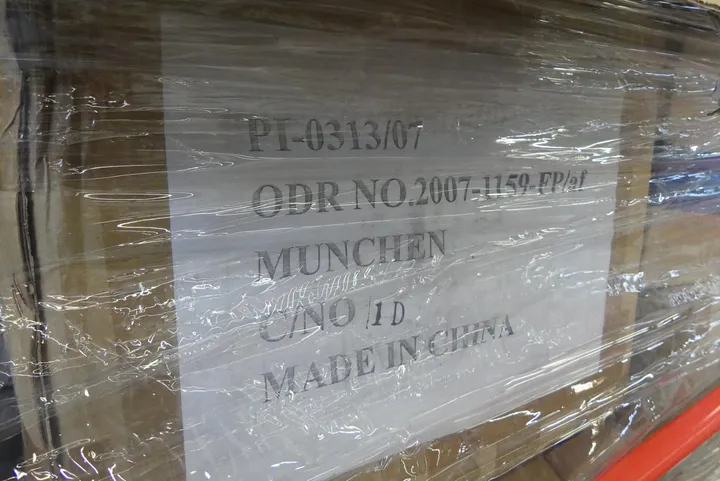 PI-0313/07
ODR NO.2007-1159-FP/af
MUNCHEN
C/NO /1D
MADE IN CHINA